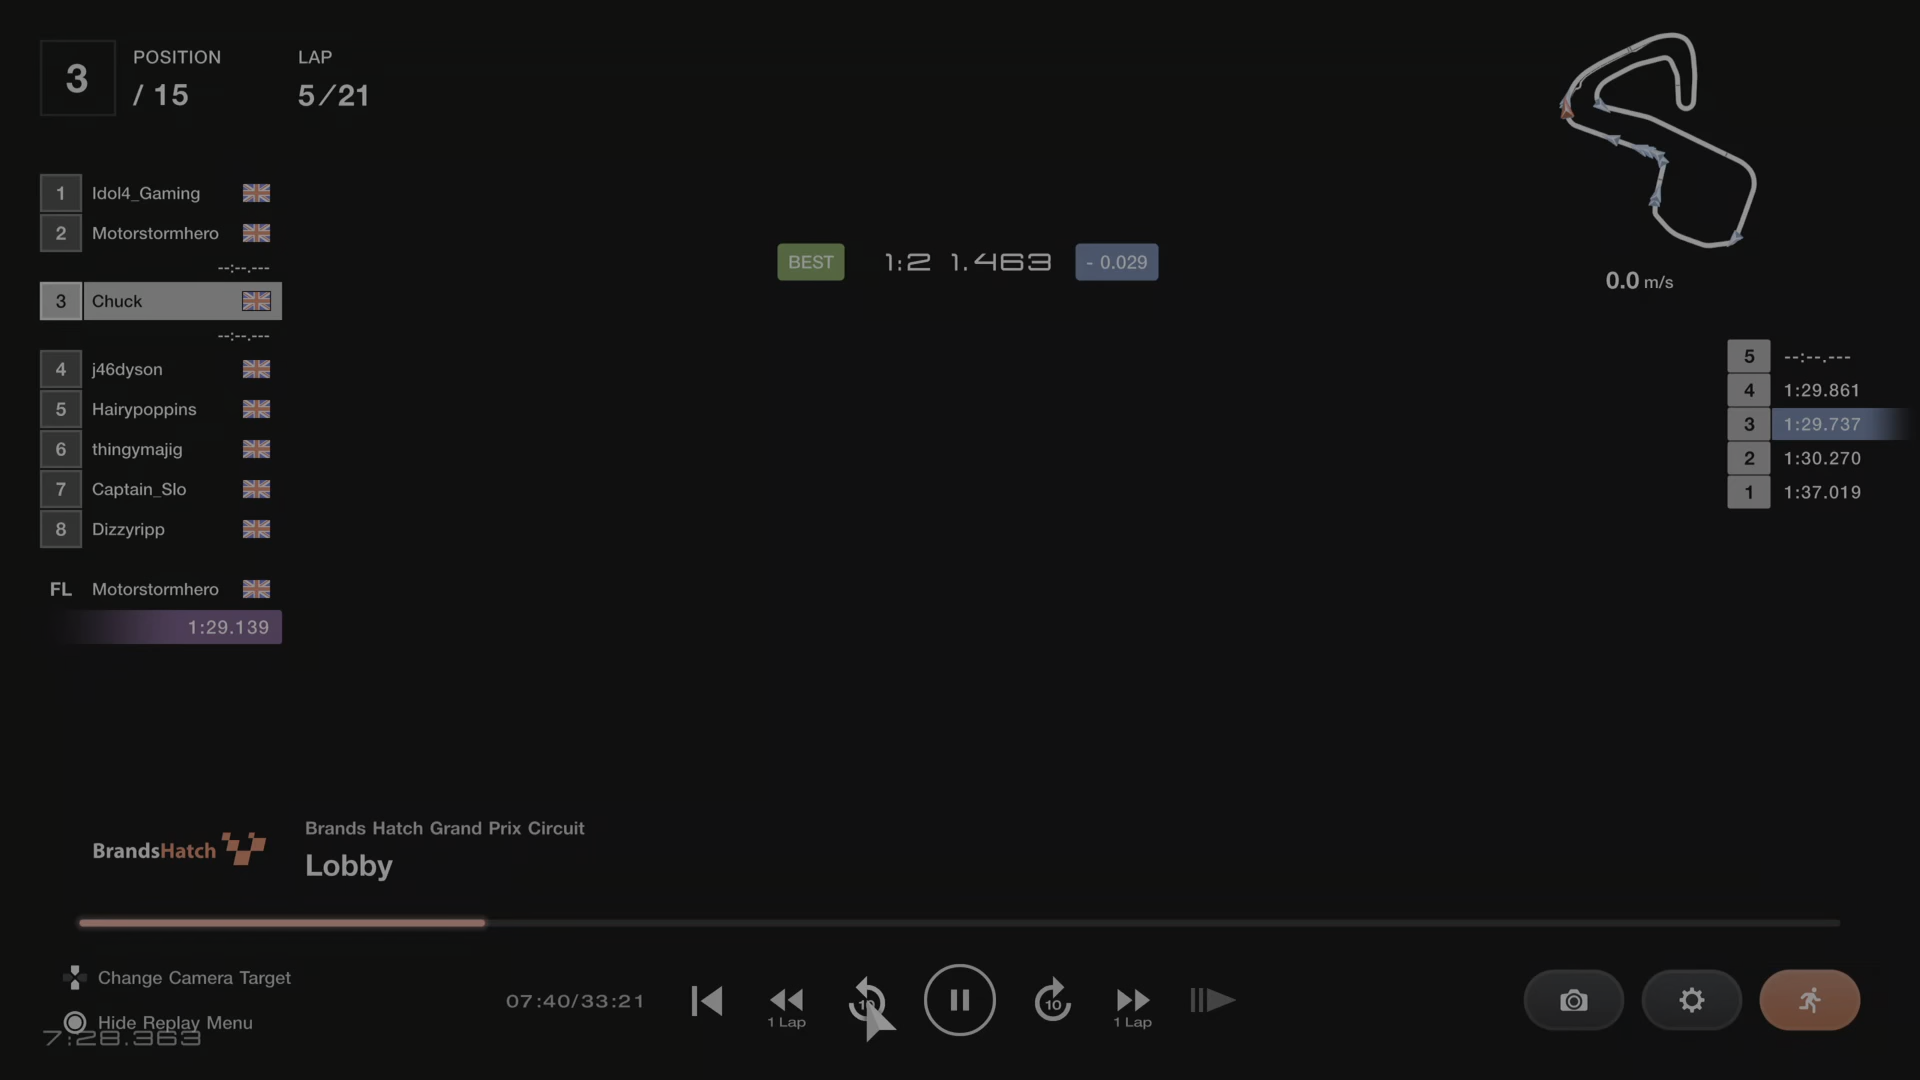 3
POSITION
/ 15
LAP
5/21
1 Idol4_Gaming
2 Motorstormhero
--:--.---
3 Chuck
--:--.---
4 j46dyson
5 Hairypoppins
6 thingymajig
7 Captain_Slo
8 Dizzyripp
FL Motorstormhero
1:29.139
BEST 1:21.463 - 0.029
0.0 m/s
5 --:--.---
4 1:29.861
3 1:29.737
2 1:30.270
1 1:37.019
BrandsHatch
Brands Hatch Grand Prix Circuit
Lobby
Change Camera Target
Hide Replay Menu
7:28.363
07:40/33:21
1 Lap
10
10
1 Lap